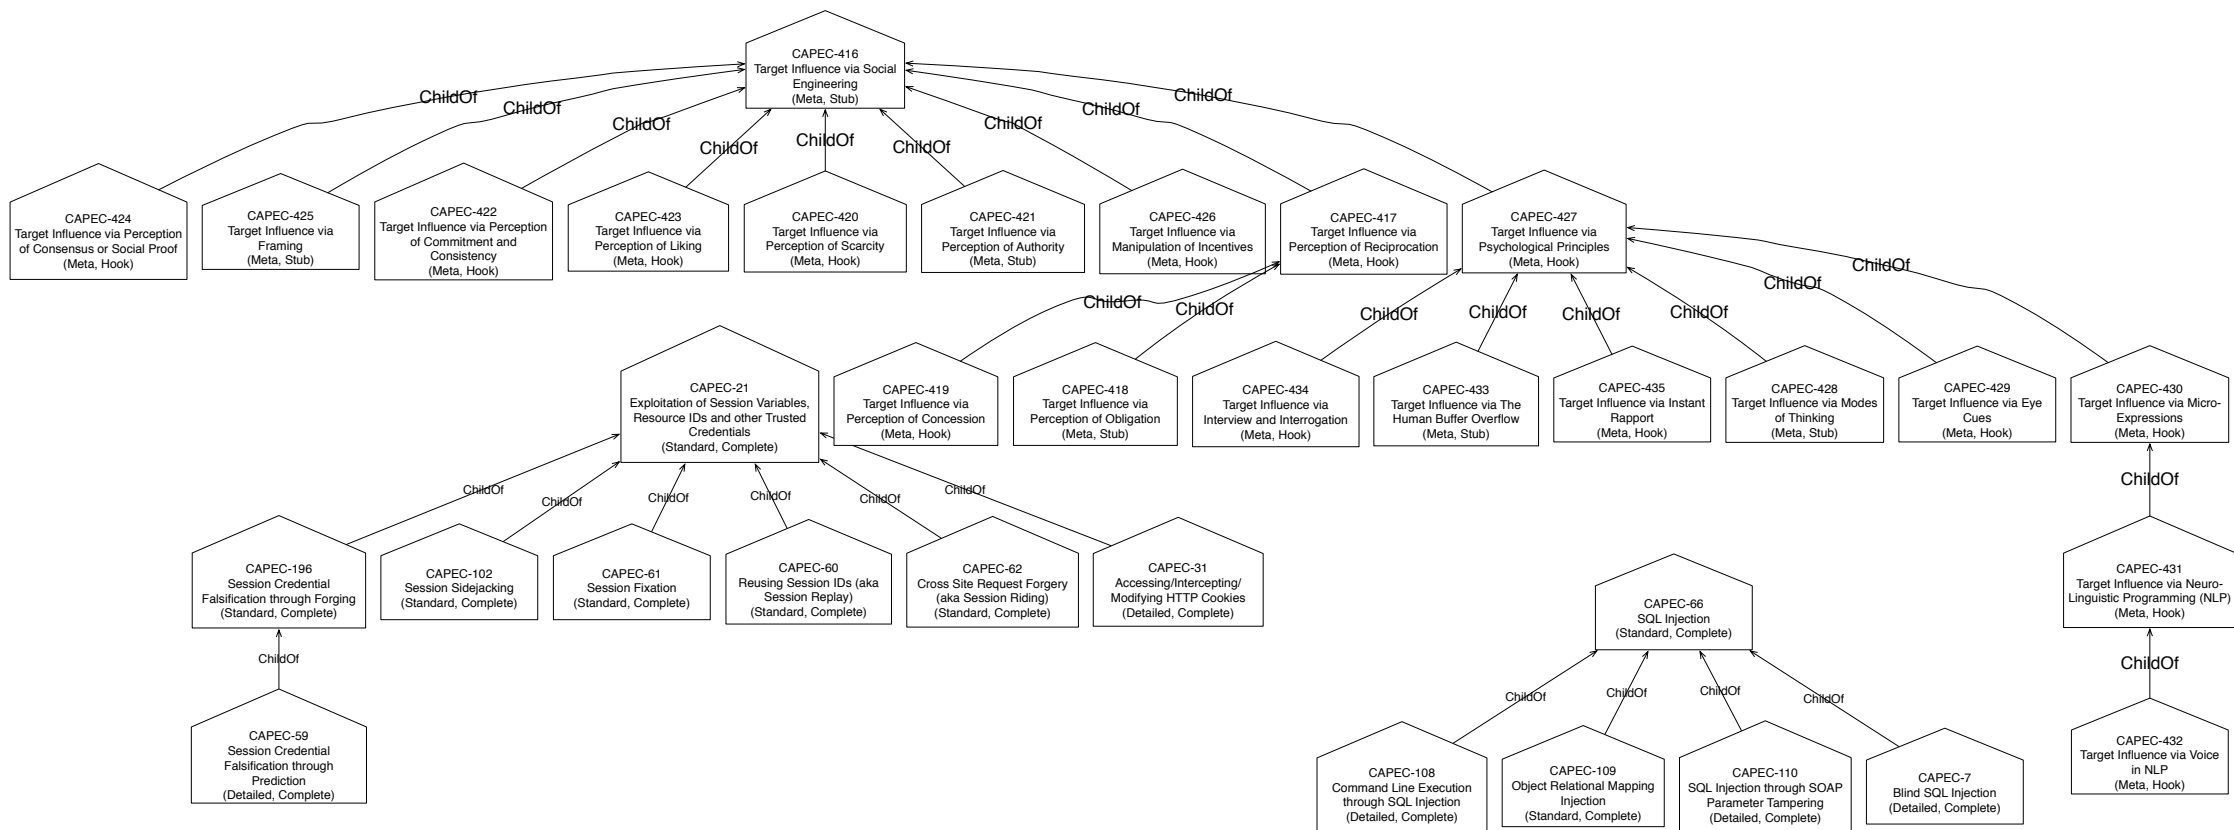 CAPEC-416
Target Influence via Social
Engineering
(Meta, Stub)
ChildOf
ChildOf
ChildOf
ChildOf
ChildOf
ChildOf
ChildOf
ChildOf
ChildOf
CAPEC-424
Target Influence via Perception
of Consensus or Social Proof
(Meta, Hook)
CAPEC-425
Target Influence via
Framing
(Meta, Stub)
CAPEC-422
Target Influence via Perception
of Commitment and
Consistency
(Meta, Hook)
CAPEC-423
Target Influence via
Perception of Liking
(Meta, Hook)
CAPEC-420
Target Influence via
Perception of Scarcity
(Meta, Hook)
CAPEC-421
Target Influence via
Perception of Authority
(Meta, Stub)
CAPEC-426
Target Influence via
Manipulation of Incentives
(Meta, Hook)
CAPEC-417
Target Influence via
Perception of Reciprocation
(Meta, Hook)
CAPEC-427
Target Influence via
Psychological Principles
(Meta, Hook)
ChildOf
ChildOf
ChildOf
ChildOf
ChildOf
ChildOf
ChildOf
ChildOf
CAPEC-21
Exploitation of Session Variables,
Resource IDs and other Trusted
Credentials
(Standard, Complete)
CAPEC-419
Target Influence via
Perception of Concession
(Meta, Hook)
CAPEC-418
Target Influence via
Perception of Obligation
(Meta, Stub)
CAPEC-434
Target Influence via
Interview and Interrogation
(Meta, Hook)
CAPEC-433
Target Influence via The
Human Buffer Overflow
(Meta, Stub)
CAPEC-435
Target Influence via Instant
Rapport
(Meta, Hook)
CAPEC-428
Target Influence via Modes
of Thinking
(Meta, Stub)
CAPEC-429
Target Influence via Eye
Cues
(Meta, Hook)
CAPEC-430
Target Influence via Micro-
Expressions
(Meta, Hook)
ChildOf
ChildOf
ChildOf
ChildOf
ChildOf
ChildOf
ChildOf
CAPEC-196
Session Credential
Falsification through Forging
(Standard, Complete)
CAPEC-102
Session Sidejacking
(Standard, Complete)
CAPEC-61
Session Fixation
(Standard, Complete)
CAPEC-60
Reusing Session IDs (aka
Session Replay)
(Standard, Complete)
CAPEC-62
Cross Site Request Forgery
(aka Session Riding)
(Standard, Complete)
CAPEC-31
Accessing/Intercepting/
Modifying HTTP Cookies
(Detailed, Complete)
CAPEC-66
SQL Injection
(Standard, Complete)
CAPEC-431
Target Influence via Neuro-
Linguistic Programming (NLP)
(Meta, Hook)
ChildOf
ChildOf
ChildOf
ChildOf
ChildOf
ChildOf
CAPEC-59
Session Credential
Falsification through
Prediction
(Detailed, Complete)
CAPEC-108
Command Line Execution
through SQL Injection
(Detailed, Complete)
CAPEC-109
Object Relational Mapping
Injection
(Standard, Complete)
CAPEC-110
SQL Injection through SOAP
Parameter Tampering
(Detailed, Complete)
CAPEC-7
Blind SQL Injection
(Detailed, Complete)
CAPEC-432
Target Influence via Voice
in NLP
(Meta, Hook)